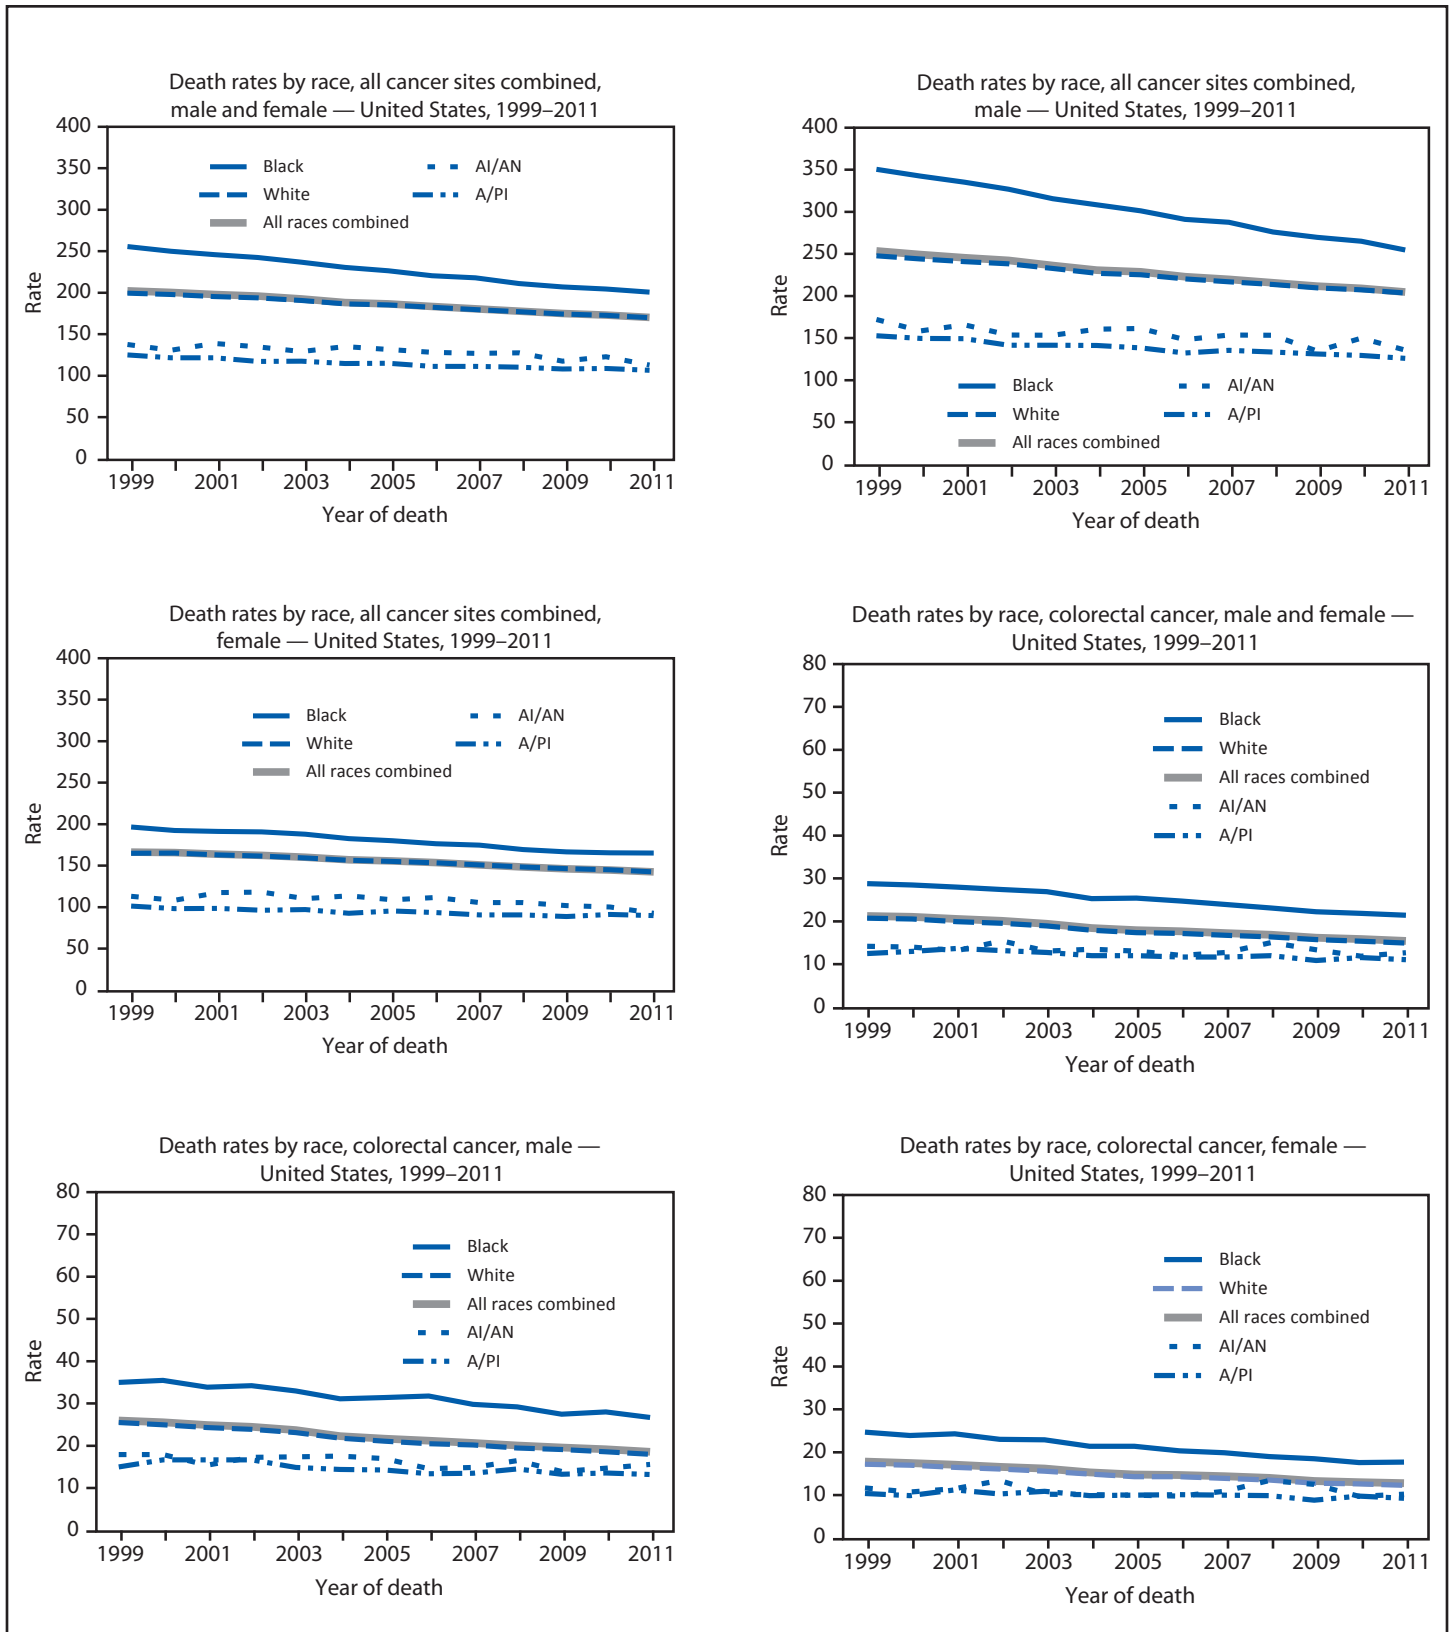 Death rates by race, all cancer sites combined,
male and female — United States, 1999–2011
400
350
300
250
200
150
100
50
0
Rate
Black
White
All races combined
AI/AN
A/PI
1999 2001 2003 2005 2007 2009 2011
Year of death
Death rates by race, all cancer sites combined,
male — United States, 1999–2011
400
350
300
250
200
150
100
50
0
Rate
Black
White
All races combined
AI/AN
A/PI
1999 2001 2003 2005 2007 2009 2011
Year of death
Death rates by race, all cancer sites combined,
female — United States, 1999–2011
400
350
300
250
200
150
100
50
0
Rate
Black
White
All races combined
AI/AN
A/PI
1999 2001 2003 2005 2007 2009 2011
Year of death
Death rates by race, colorectal cancer, male and female —
United States, 1999–2011
80
70
60
50
40
30
20
10
0
Rate
Black
White
All races combined
AI/AN
A/PI
1999 2001 2003 2005 2007 2009 2011
Year of death
Death rates by race, colorectal cancer, male —
United States, 1999–2011
80
70
60
50
40
30
20
10
0
Rate
Black
White
All races combined
AI/AN
A/PI
1999 2001 2003 2005 2007 2009 2011
Year of death
Death rates by race, colorectal cancer, female —
United States, 1999–2011
80
70
60
50
40
30
20
10
0
Rate
Black
White
All races combined
AI/AN
A/PI
1999 2001 2003 2005 2007 2009 2011
Year of death